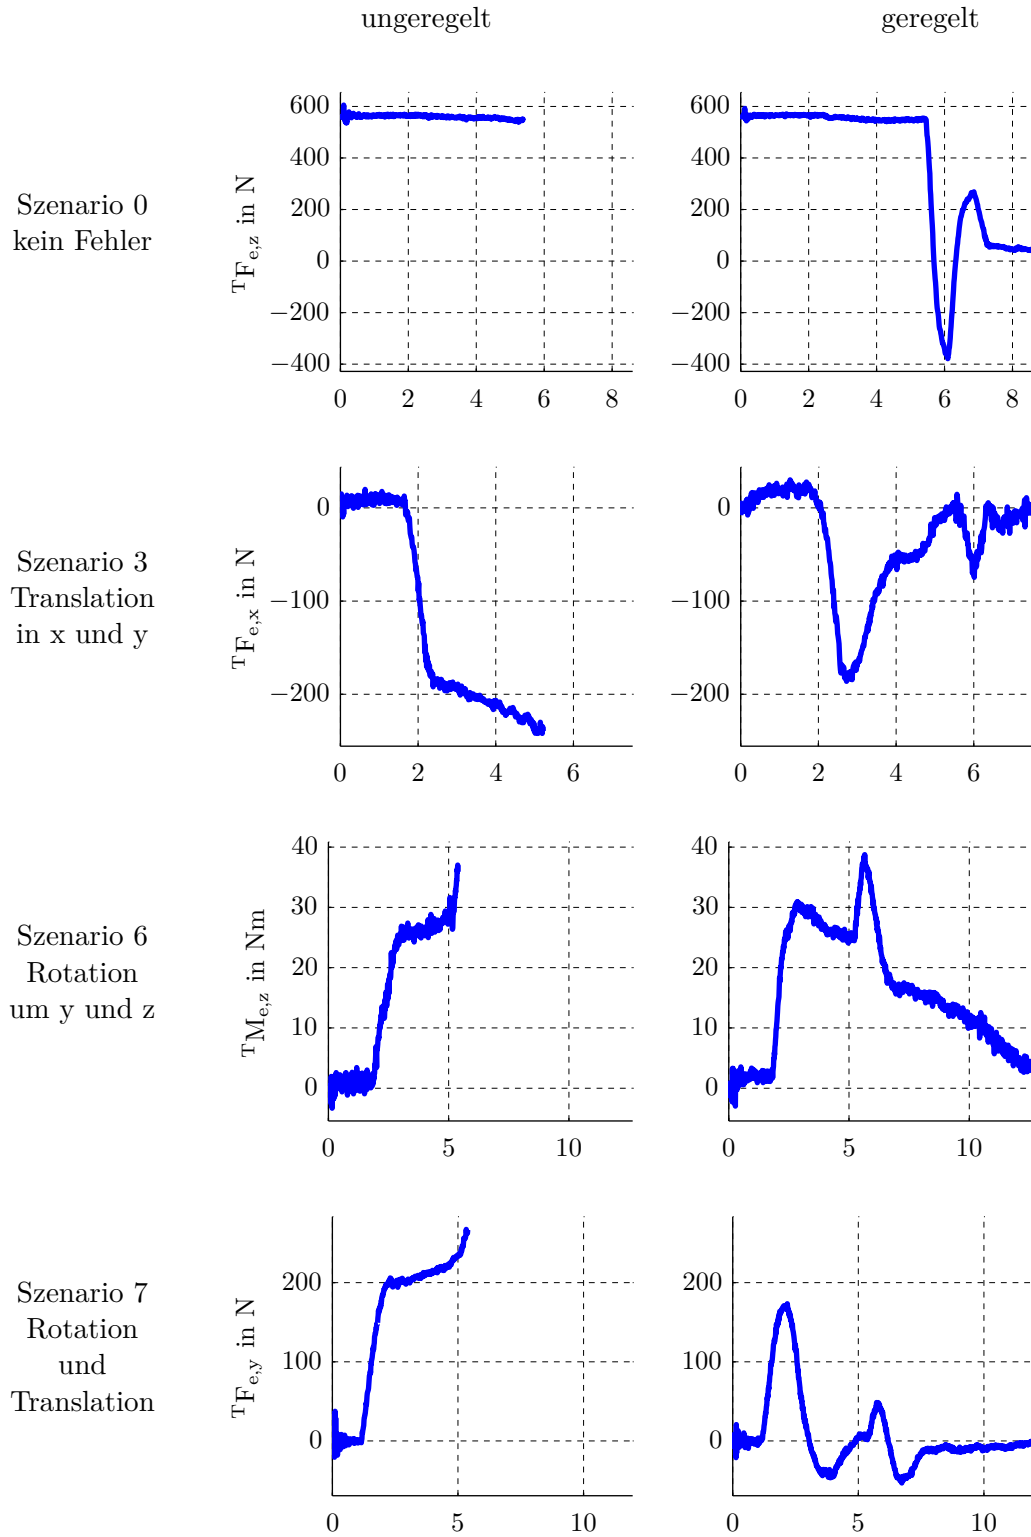 ungeregelt geregelt
Szenario 0
kein Fehler
ᵀF e,z in N
600
400
200
0
−200
−400
0 2 4 6 8
600
400
200
0
−200
−400
0 2 4 6 8
Szenario 3
Translation
in x und y
ᵀF e,x in N
0
−100
−200
0 2 4 6
0
−100
−200
0 2 4 6
Szenario 6
Rotation
um y und z
ᵀM e,z in Nm
40
30
20
10
0
0 5 10
40
30
20
10
0
0 5 10
Szenario 7
Rotation
und
Translation
ᵀF e,y in N
200
100
0
0 5 10
200
100
0
0 5 10